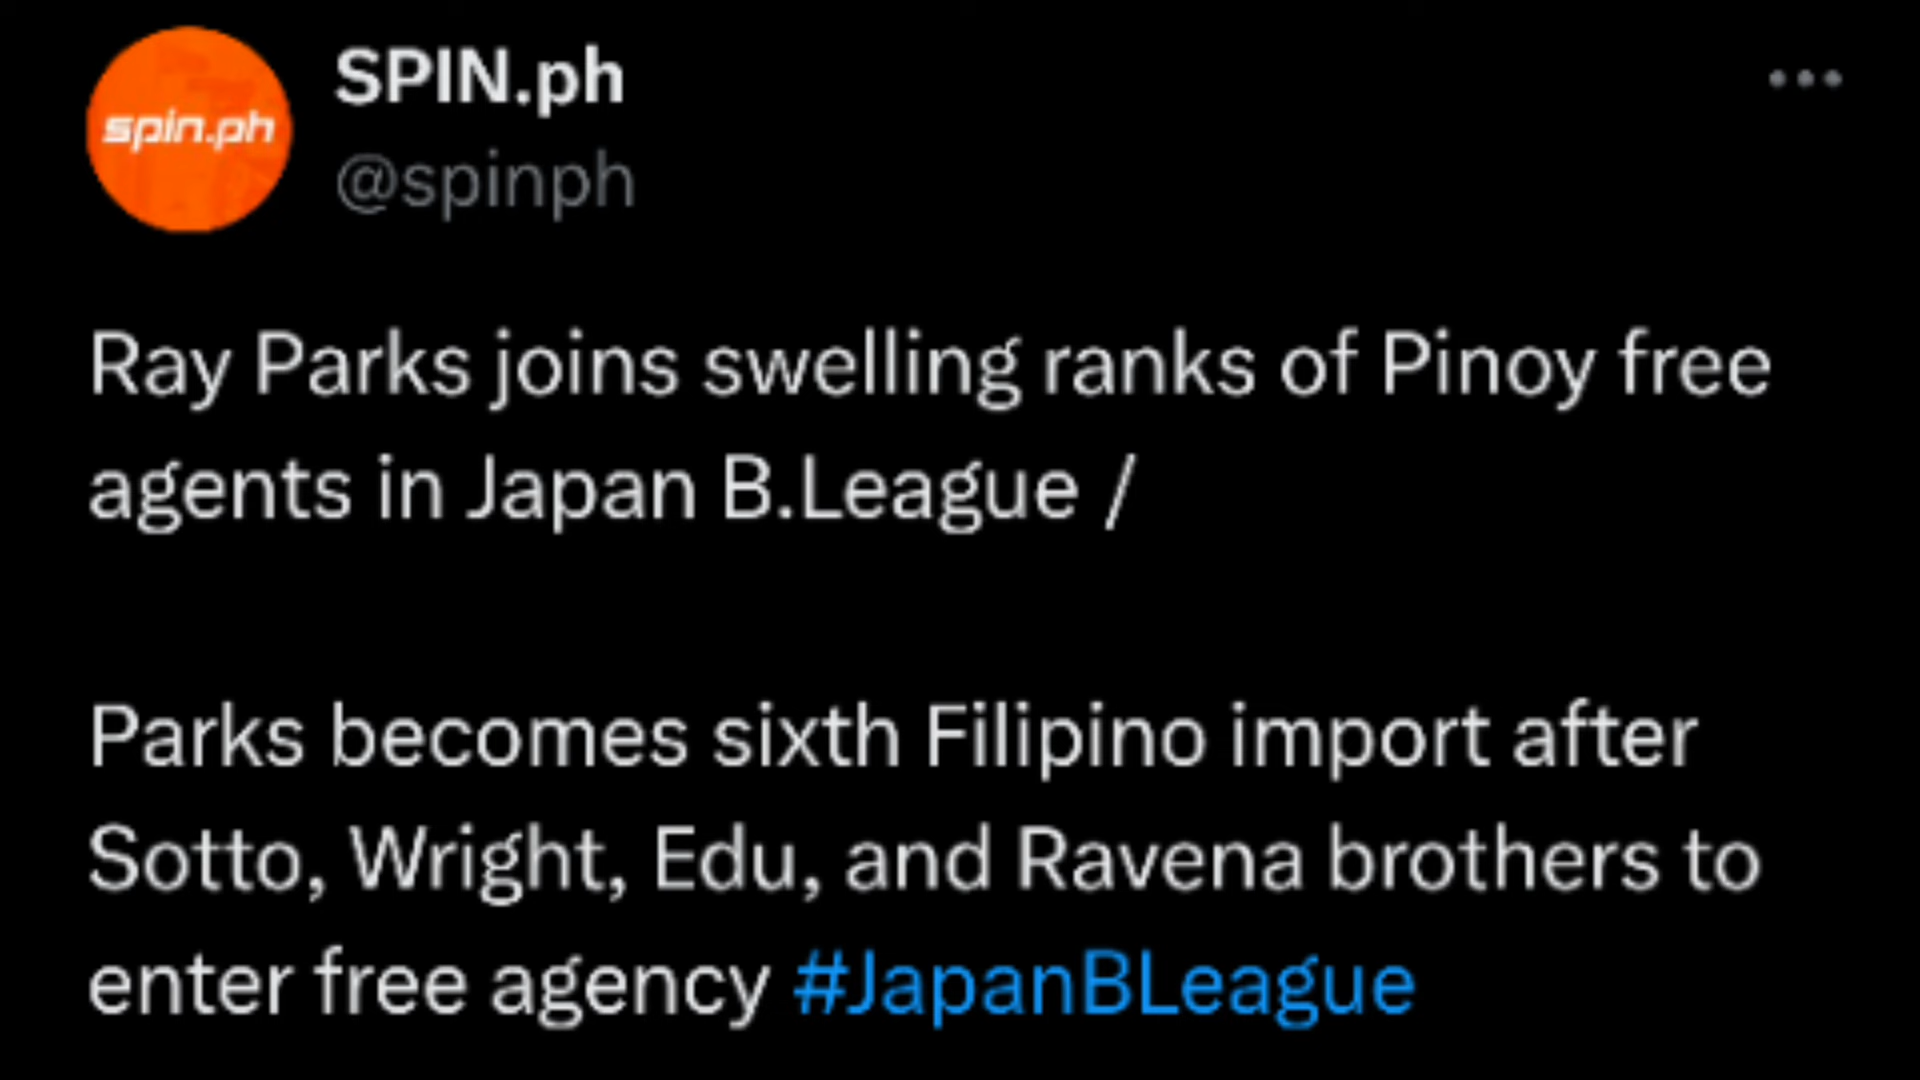 SPIN.ph
spin.ph
@spinph
Ray Parks joins swelling ranks of Pinoy free
agents in Japan B.League /
Parks becomes sixth Filipino import after
Sotto, Wright, Edu, and Ravena brothers to
enter free agency #JapanBLeague